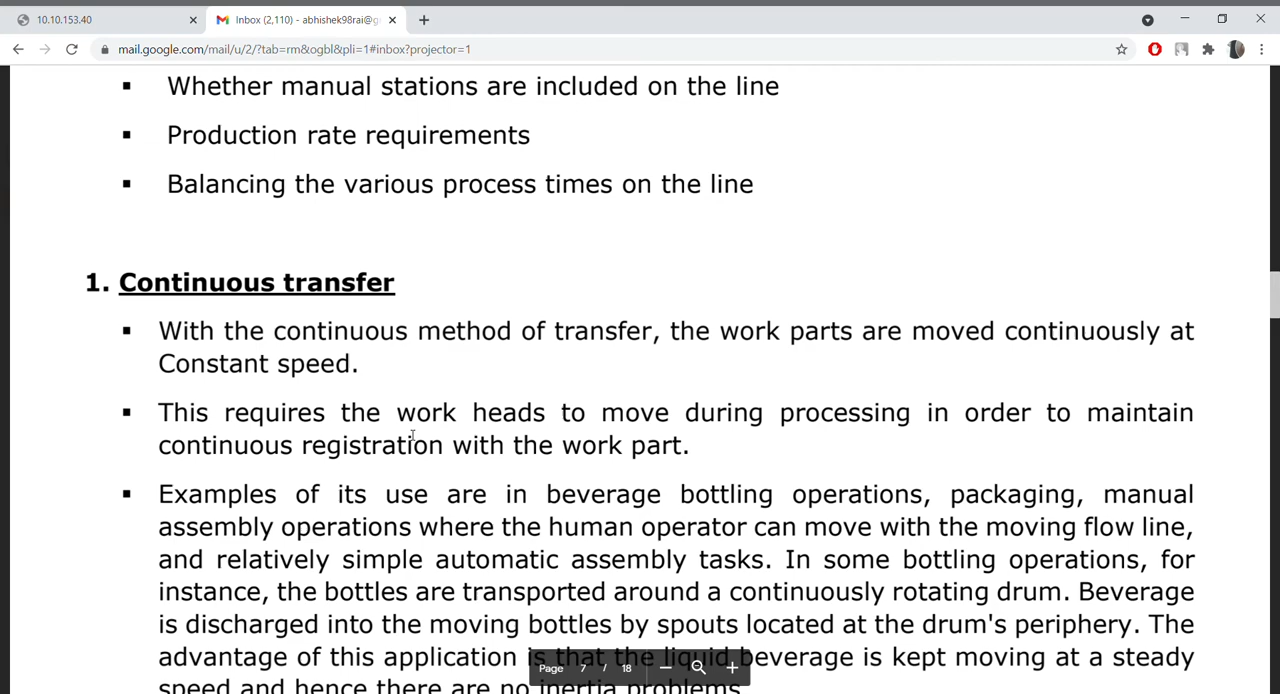 10.10.153.40
Inbox (2,110) - abhishek98rai@g
mail.google.com/mail/u/2/?tab=rm&ogbl&pli=1#inbox?projector=1
▪ Whether manual stations are included on the line
▪ Production rate requirements
▪ Balancing the various process times on the line
1. Continuous transfer
▪ With the continuous method of transfer, the work parts are moved continuously at
Constant speed.
▪ This requires the work heads to move during processing in order to maintain
continuous registration with the work part.
▪ Examples of its use are in beverage bottling operations, packaging, manual
assembly operations where the human operator can move with the moving flow line,
and relatively simple automatic assembly tasks. In some bottling operations, for
instance, the bottles are transported around a continuously rotating drum. Beverage
is discharged into the moving bottles by spouts located at the drum's periphery. The
advantage of this application is that the liquid beverage is kept moving at a steady
speed and hence there are no inertia problems.
Page 7 / 18